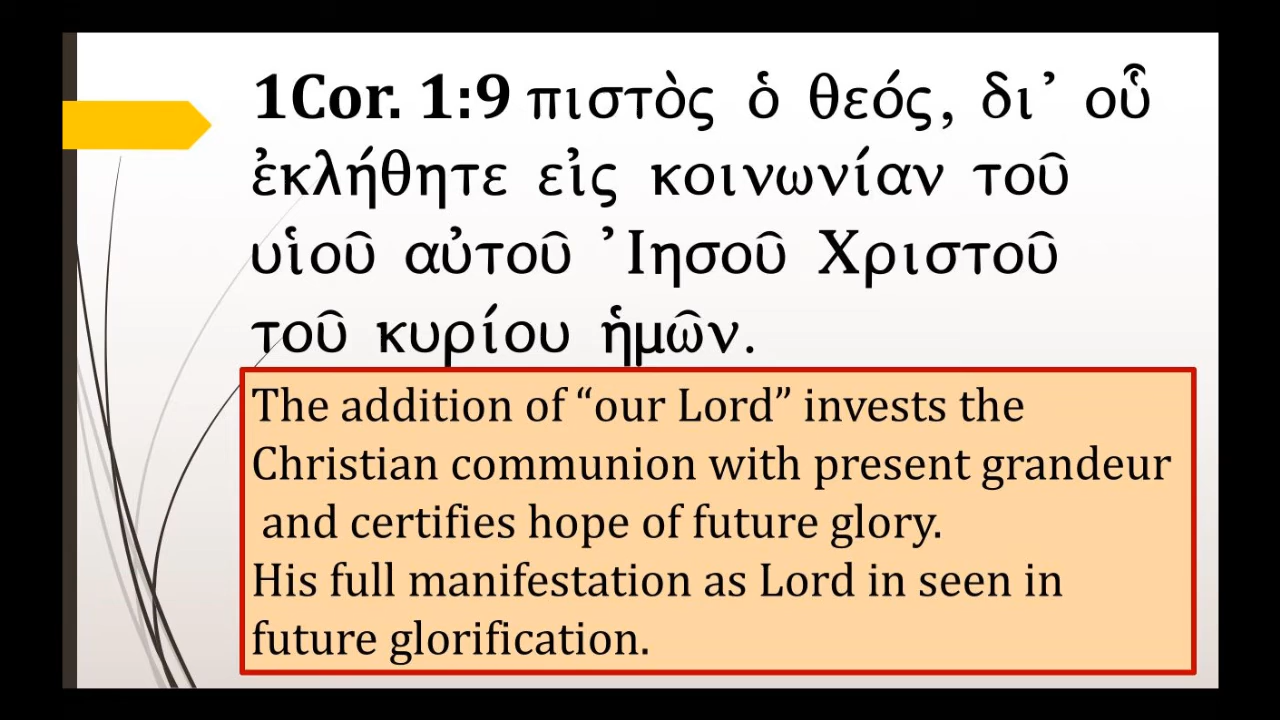 1Cor. 1:9 πιστὸς ὁ θεός, δι᾿ οὗ
ἐκλήθητε εἰς κοινωνίαν τοῦ
υἱοῦ αὐτοῦ ᾿Ιησοῦ Χριστοῦ
τοῦ κυρίου ἡμῶν.
The addition of “our Lord” invests the
Christian communion with present grandeur
and certifies hope of future glory.
His full manifestation as Lord in seen in
future glorification.